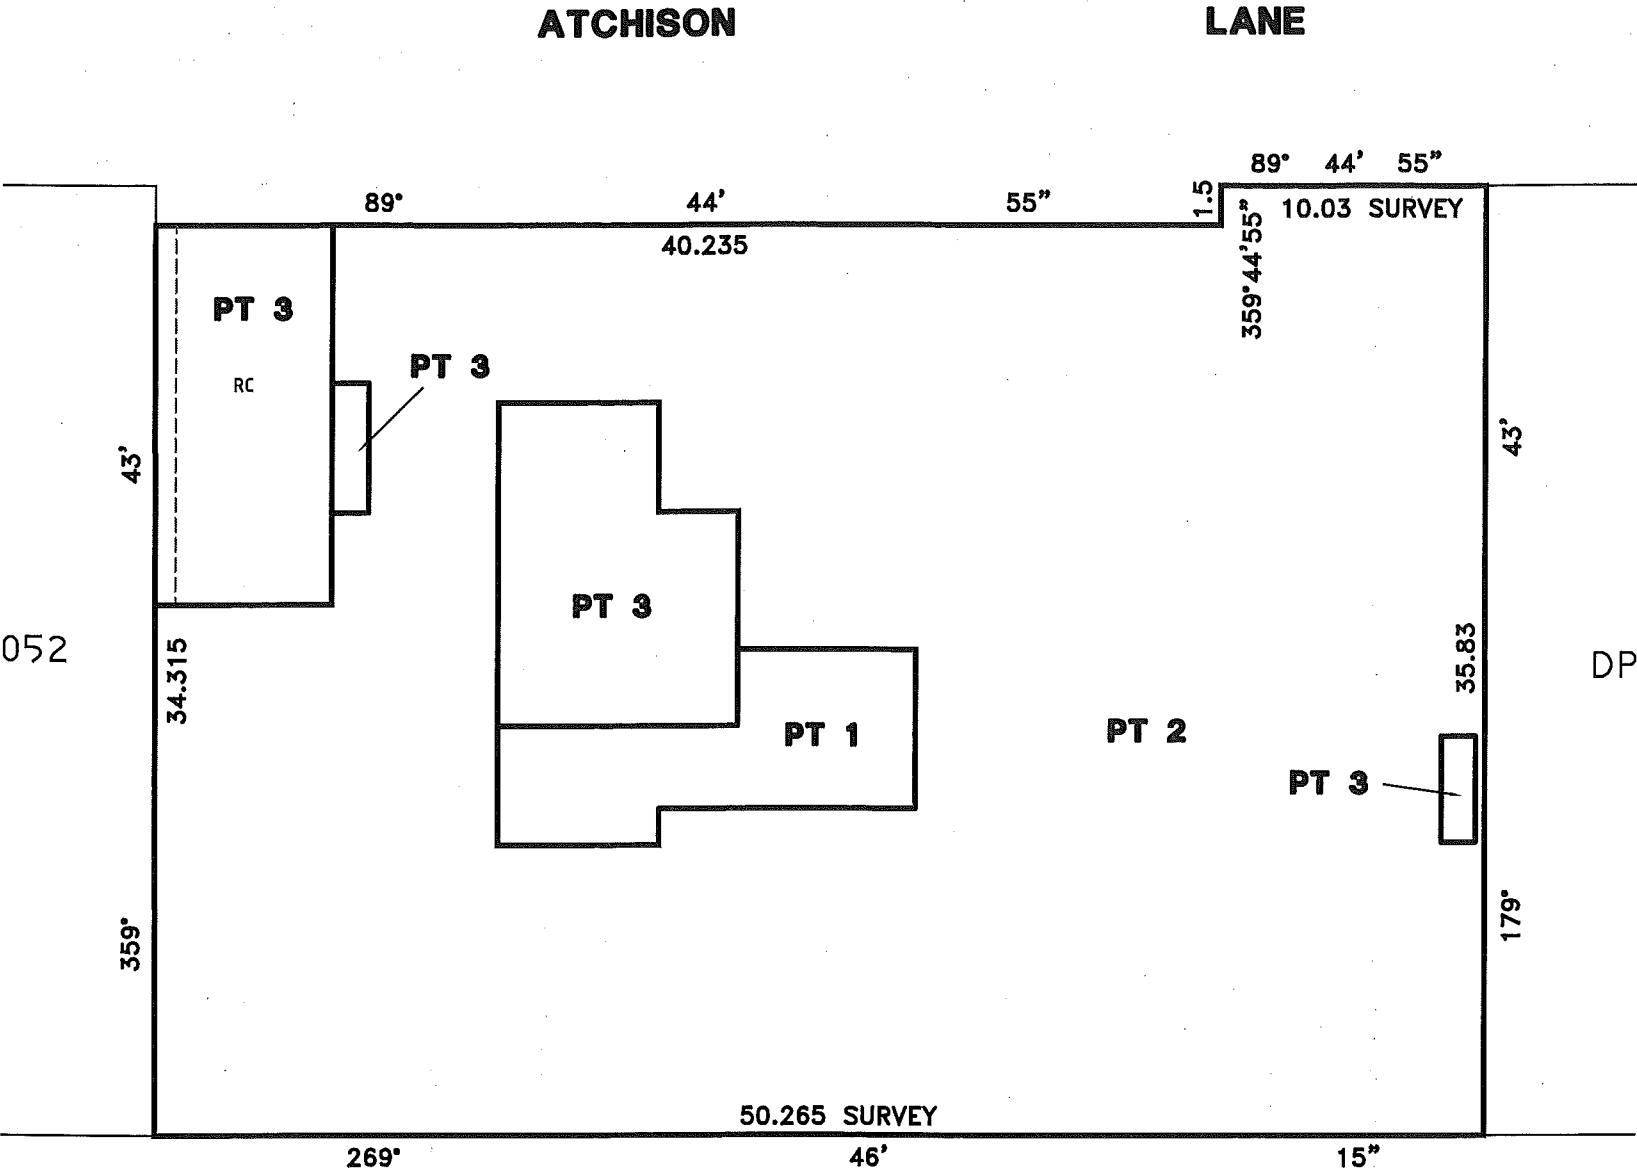 ATCHISON LANE
89° 44' 55"
89° 44' 55"
1.5
10.03 SURVEY
40.235
359°44'55"
PT 3
PT 3
RC
43'
43'
PT 3
052
34.315
35.83
DP
PT 1
PT 2
PT 3
359°
179°
50.265 SURVEY
269° 46' 15"